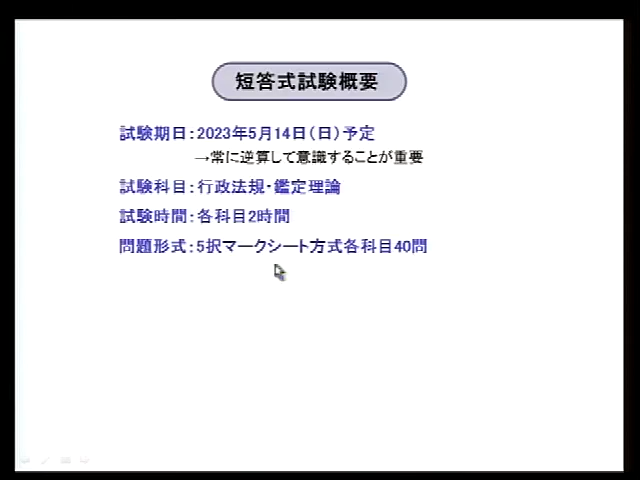 短答式試験概要
試験期日：2023年5月14日（日）予定
→常に逆算して意識することが重要
試験科目：行政法規・鑑定理論
試験時間：各科目2時間
問題形式：5択マークシート方式各科目40問